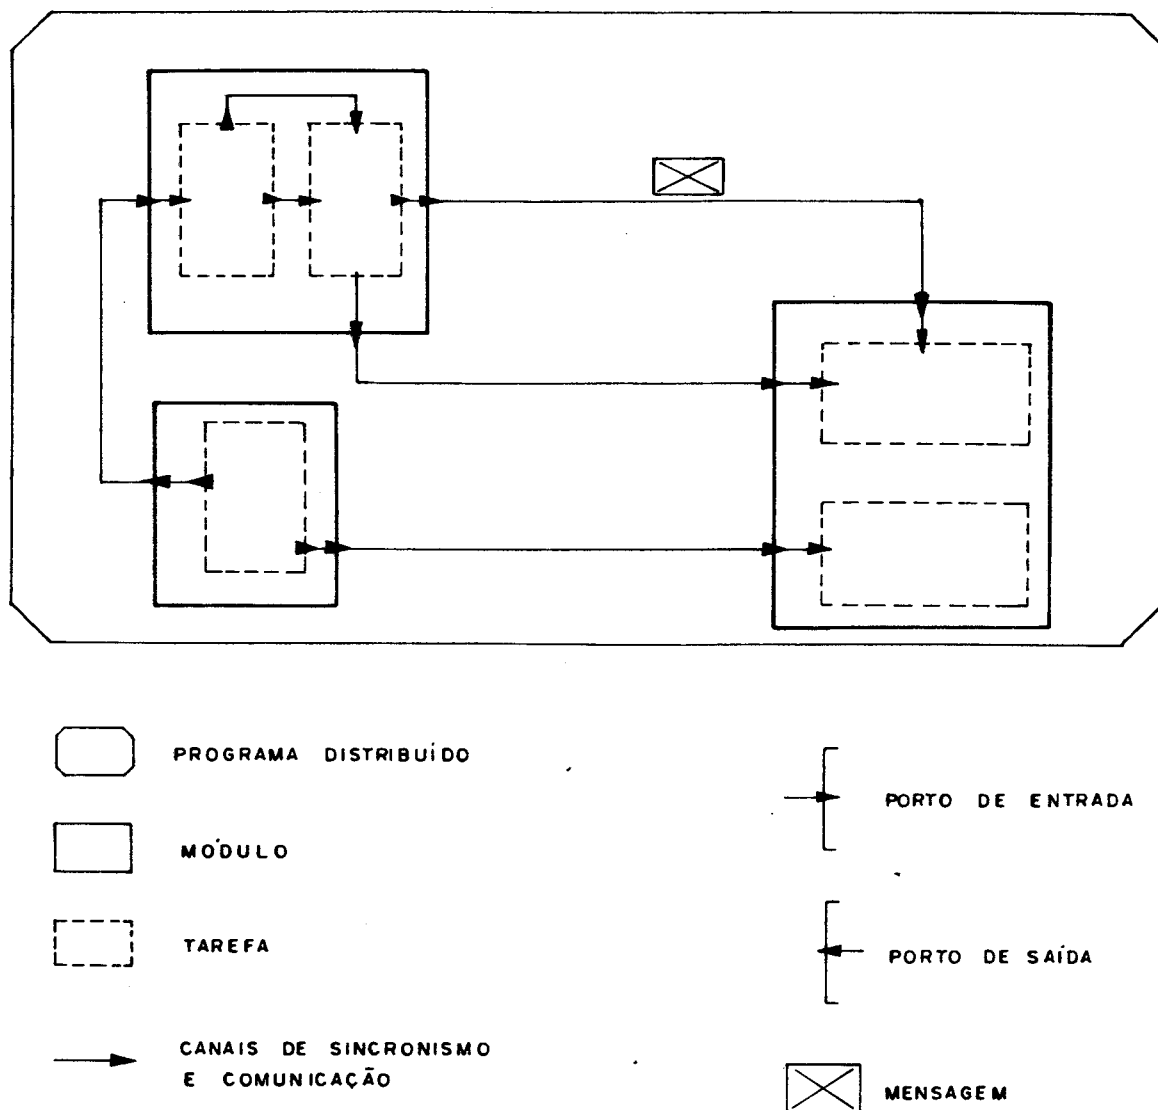 PROGRAMA DISTRIBUÍDO
MÓDULO
TAREFA
CANAIS DE SINCRONISMO
E COMUNICAÇÃO
PORTO DE ENTRADA
PORTO DE SAÍDA
MENSAGEM